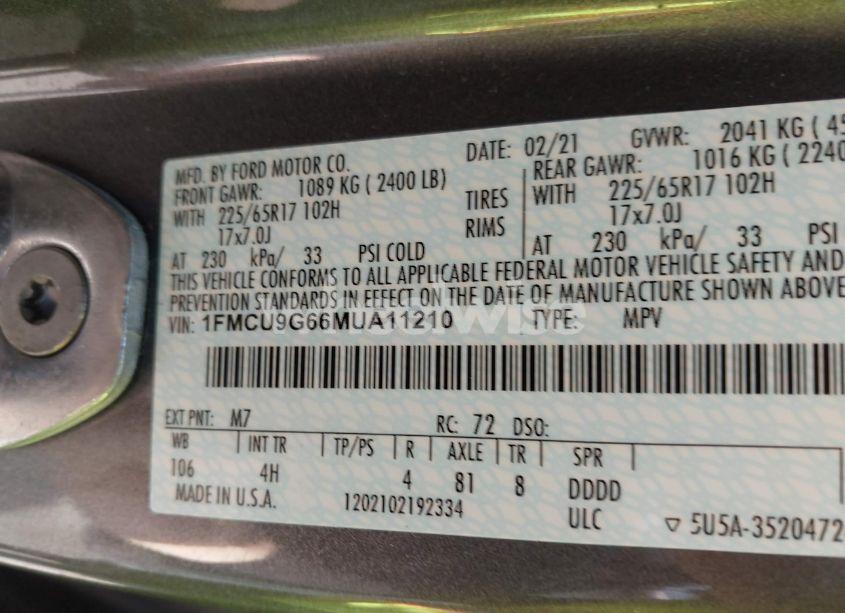 MFD. BY FORD MOTOR CO. DATE: 02/21 GVWR: 2041 KG ( 45
FRONT GAWR: 1089 KG ( 2400 LB) REAR GAWR: 1016 KG ( 2240
WITH 225/65R17 102H TIRES WITH 225/65R17 102H
17x7.0J RIMS 17x7.0J
AT 230 kPa/ 33 PSI COLD AT 230 kPa/ 33 PSI
THIS VEHICLE CONFORMS TO ALL APPLICABLE FEDERAL MOTOR VEHICLE SAFETY AND
PREVENTION STANDARDS IN EFFECT ON THE DATE OF MANUFACTURE SHOWN ABOVE
VIN: 1FMCU9G66MUA11210 TYPE: MPV
EXT PNT: M7 RC: 72 DSO:
WB INT TR TP/PS R AXLE TR SPR
106 4H 4 81 8 DDDD
MADE IN U.S.A. 1202102192334 ULC 5U5A-3520472